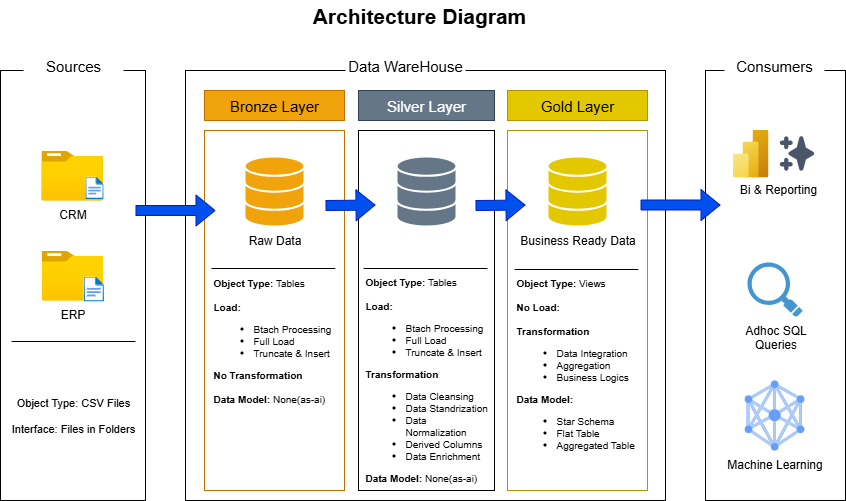 Architecture Diagram
Sources
CRM
ERP
Object Type: CSV Files
Interface: Files in Folders
Data WareHouse
Bronze Layer
Raw Data
Object Type: Tables
Load:
• Btach Processing
• Full Load
• Truncate & Insert
No Transformation
Data Model: None(as-ai)
Silver Layer
Object Type: Tables
Load:
• Btach Processing
• Full Load
• Truncate & Insert
Transformation
• Data Cleansing
• Data Standrization
• Data
Normalization
• Derived Columns
• Data Enrichment
Data Model: None(as-ai)
Gold Layer
Business Ready Data
Object Type: Views
No Load:
Transformation
• Data Integration
• Aggregation
• Business Logics
Data Model:
• Star Schema
• Flat Table
• Aggregated Table
Consumers
Bi & Reporting
Adhoc SQL
Queries
Machine Learning